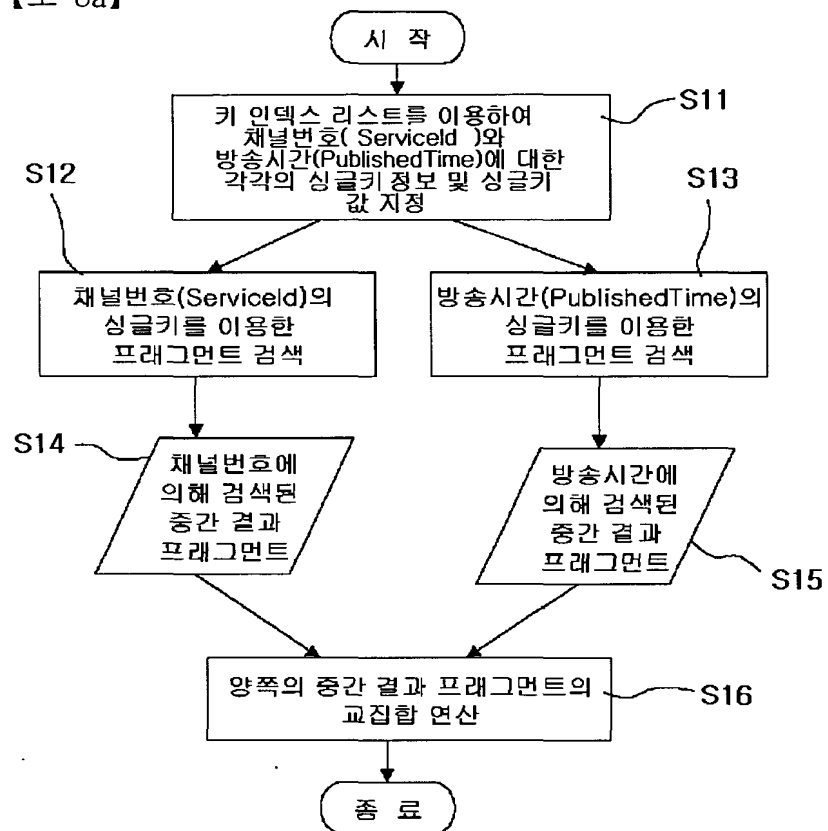 시 작
키 인덱스 리스트를 이용하여
채널번호( ServiceId )와
방송시간(PublishedTime)에 대한
각각의 싱글키 정보 및 싱글키
값 지정
S11
S12
S13
채널번호(ServiceId)의
싱글키를 이용한
프래그먼트 검색
방송시간(PublishedTime)의
싱글키를 이용한
프래그먼트 검색
S14
채널번호에
의해 검색된
중간 결과
프래그먼트
방송시간에
의해 검색된
중간 결과
프래그먼트
S15
양쪽의 중간 결과 프래그먼트의
교집합 연산
S16
종 료